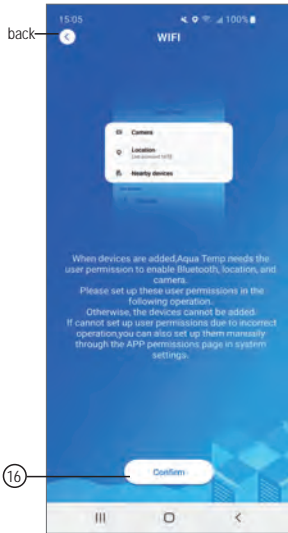 15:05
100%
back
WIFI
Camera
Location
Nearby devices
When devices are added,Aqua Temp needs the
user permission to enable Bluetooth, location, and
camera.
Please set up these user permissions in the
following operation.
Otherwise, the devices cannot be added.
If cannot set up user permissions due to incorrect
operation,you can also set up them manually
through the APP permissions page in system
settings.
16
Confirm